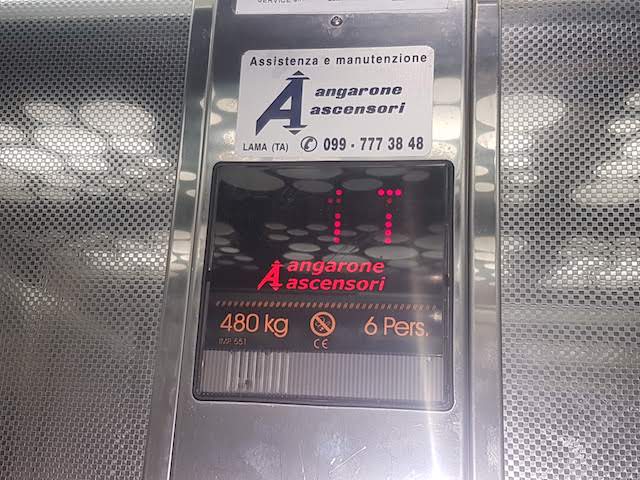 Assistenza e manutenzione
A angarone
ascensori
LAMA (TA) ✆ 099 - 777 38 48
1T
A angarone
ascensori
480 kg 6 Pers.
IMP. 551 CE